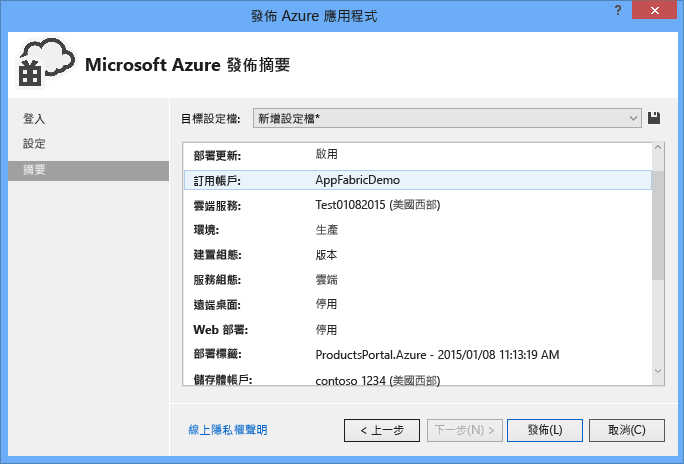 發佈 Azure 應用程式
?
Microsoft Azure 發佈摘要
登入
設定
摘要
目標設定檔: 新增設定檔*
部署更新: 啟用
訂用帳戶: AppFabricDemo
雲端服務: Test01082015 (美國西部)
環境: 生產
建置組態: 版本
服務組態: 雲端
遠端桌面: 停用
Web 部署: 停用
部署標籤: ProductsPortal.Azure - 2015/01/08 11:13:19 AM
儲存體帳戶: contoso 1234 (美國西部)
線上隱私權聲明
< 上一步
下一步(N) >
發佈(L)
取消(C)